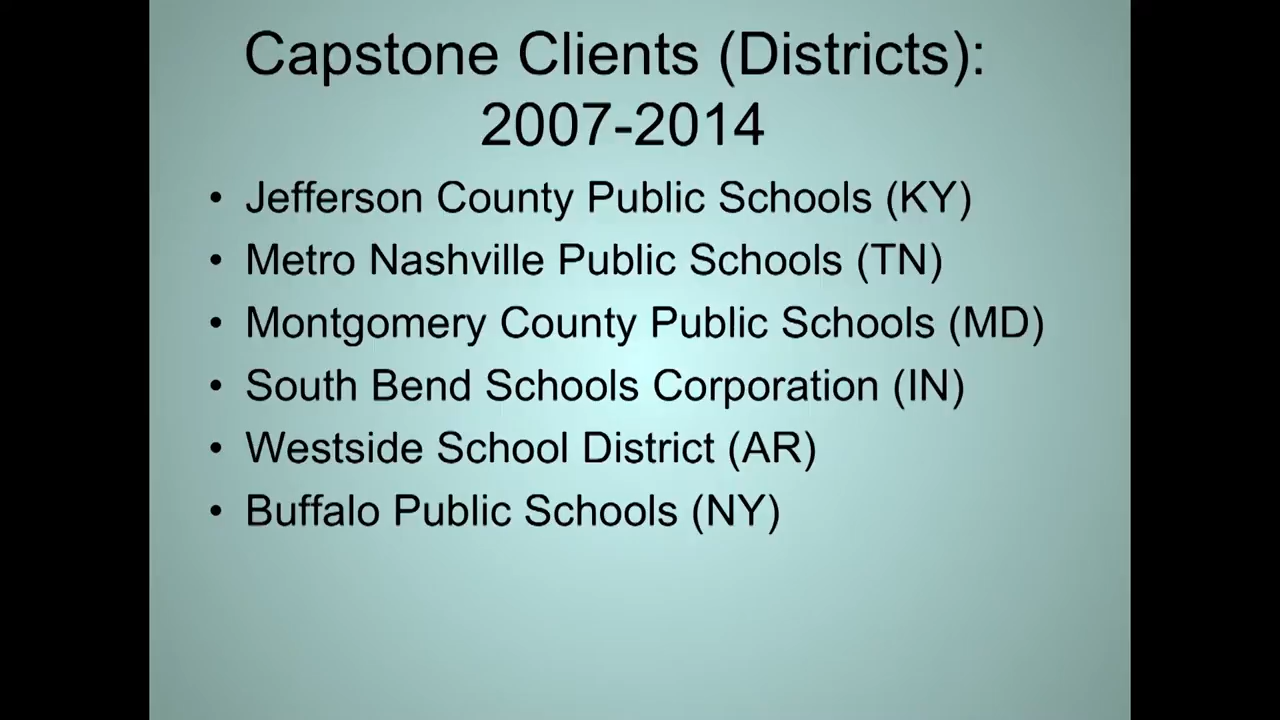 Capstone Clients (Districts):
2007-2014
• Jefferson County Public Schools (KY)
• Metro Nashville Public Schools (TN)
• Montgomery County Public Schools (MD)
• South Bend Schools Corporation (IN)
• Westside School District (AR)
• Buffalo Public Schools (NY)